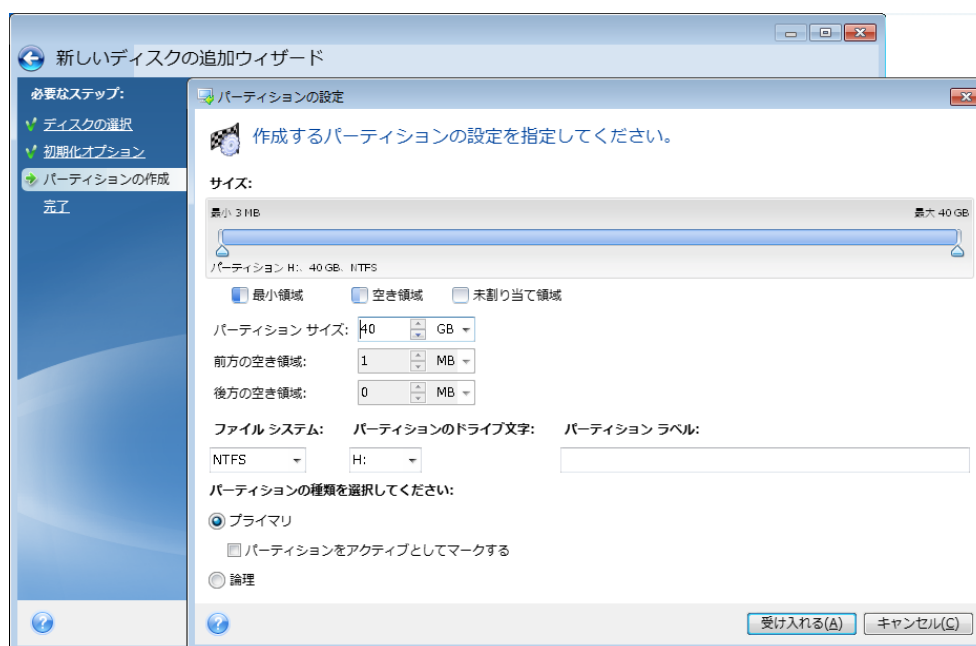 新しいディスクの追加ウィザード
必要なステップ:
ディスクの選択
初期化オプション
パーティションの作成
完了
パーティションの設定
作成するパーティションの設定を指定してください。
サイズ:
最小 3 MB 最大 40 GB
パーティション H:、40 GB、NTFS
最小領域 空き領域 未割り当て領域
パーティション サイズ: 40 GB
前方の空き領域: 1 MB
後方の空き領域: 0 MB
ファイル システム: パーティションのドライブ文字: パーティション ラベル:
NTFS H:
パーティションの種類を選択してください:
プライマリ
パーティションをアクティブとしてマークする
論理
受け入れる(A) キャンセル(C)